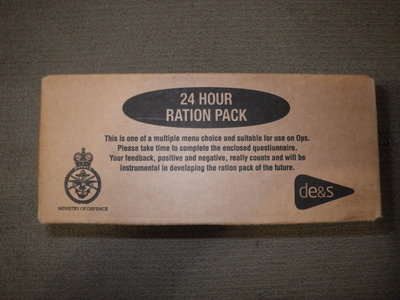 24 HOUR
RATION PACK
This is one of a multiple menu choice and suitable for use on Ops.
Please take time to complete the enclosed questionnaire.
Your feedback, positive and negative, really counts and will be
instrumental in developing the ration pack of the future.
MINISTRY OF DEFENCE
de&s